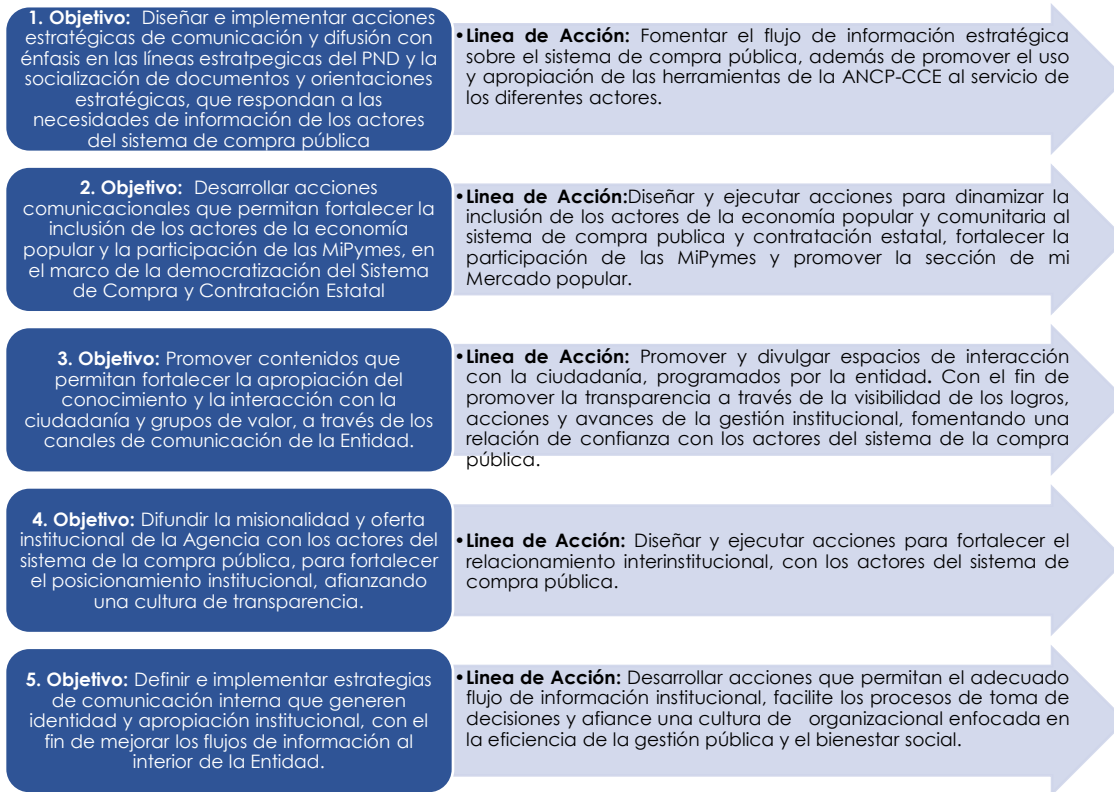 1. Objetivo: Diseñar e implementar acciones
estratégicas de comunicación y difusión con
énfasis en las líneas estratpegicas del PND y la
socialización de documentos y orientaciones
estratégicas, que respondan a las
necesidades de información de los actores
del sistema de compra pública
•Linea de Acción: Fomentar el flujo de información estratégica
sobre el sistema de compra pública, además de promover el uso
y apropiación de las herramientas de la ANCP-CCE al servicio de
los diferentes actores.
2. Objetivo: Desarrollar acciones
comunicacionales que permitan fortalecer la
inclusión de los actores de la economía
popular y la participación de las MiPymes, en
el marco de la democratización del Sistema
de Compra y Contratación Estatal
•Linea de Acción:Diseñar y ejecutar acciones para dinamizar la
inclusión de los actores de la economía popular y comunitaria al
sistema de compra publica y contratación estatal, fortalecer la
participación de las MiPymes y promover la sección de mi
Mercado popular.
3. Objetivo: Promover contenidos que
permitan fortalecer la apropiación del
conocimiento y la interacción con la
ciudadanía y grupos de valor, a través de los
canales de comunicación de la Entidad.
•Linea de Acción: Promover y divulgar espacios de interacción
con la ciudadanía, programados por la entidad. Con el fin de
promover la transparencia a través de la visibilidad de los logros,
acciones y avances de la gestión institucional, fomentando una
relación de confianza con los actores del sistema de la compra
pública.
4. Objetivo: Difundir la misionalidad y oferta
institucional de la Agencia con los actores del
sistema de la compra pública, para fortalecer
el posicionamiento institucional, afianzando
una cultura de transparencia.
•Linea de Acción: Diseñar y ejecutar acciones para fortalecer el
relacionamiento interinstitucional, con los actores del sistema de
compra pública.
5. Objetivo: Definir e implementar estrategias
de comunicación interna que generen
identidad y apropiación institucional, con el
fin de mejorar los flujos de información al
interior de la Entidad.
•Linea de Acción: Desarrollar acciones que permitan el adecuado
flujo de información institucional, facilite los procesos de toma de
decisiones y afiance una cultura de organizacional enfocada en
la eficiencia de la gestión pública y el bienestar social.